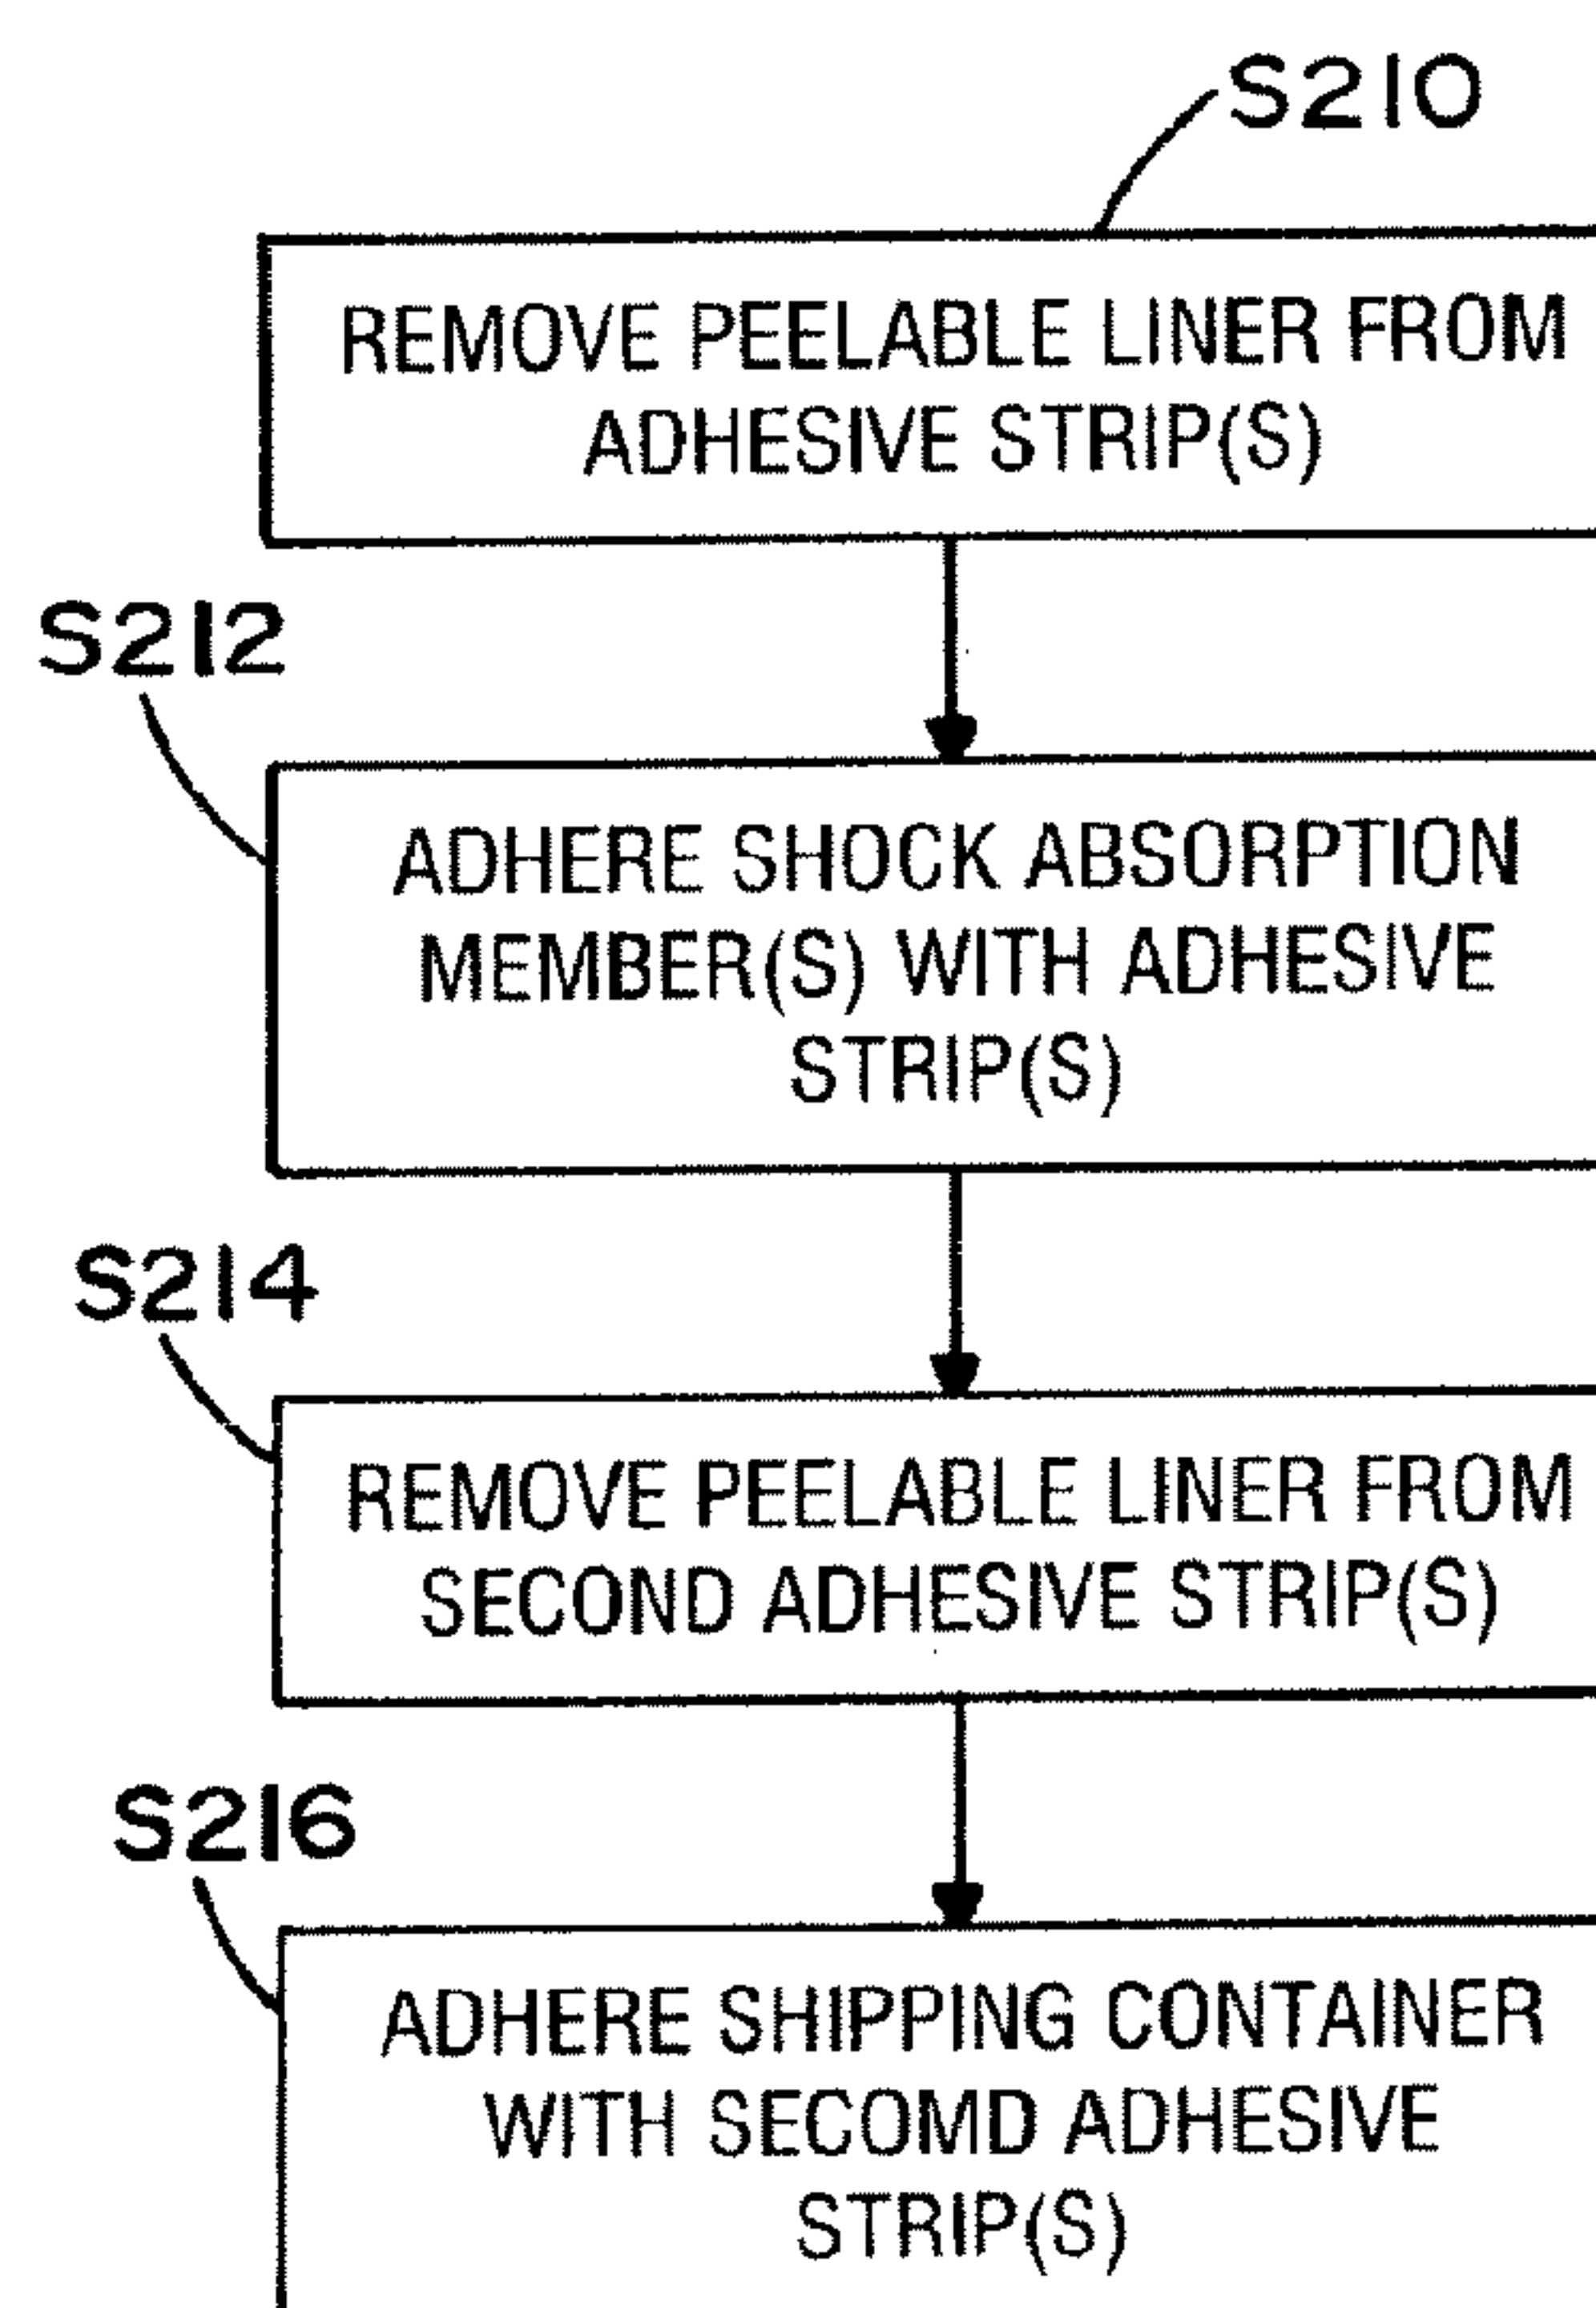 S210
REMOVE PEELABLE LINER FROM
ADHESIVE STRIP(S)
S212
ADHERE SHOCK ABSORPTION
MEMBER(S) WITH ADHESIVE
STRIP(S)
S214
REMOVE PEELABLE LINER FROM
SECOND ADHESIVE STRIP(S)
S216
ADHERE SHIPPING CONTAINER
WITH SECOMD ADHESIVE
STRIP(S)